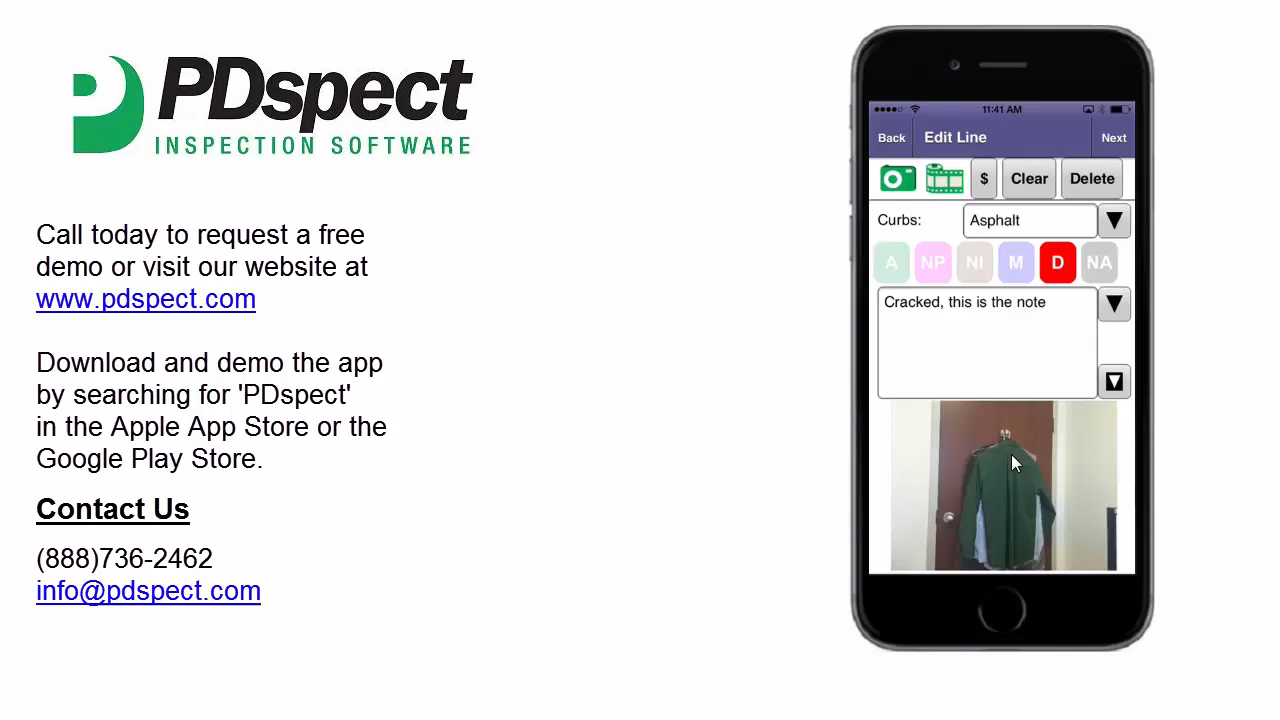 PDspect
INSPECTION SOFTWARE
Call today to request a free
demo or visit our website at
www.pdspect.com
Download and demo the app
by searching for 'PDspect'
in the Apple App Store or the
Google Play Store.
Contact Us
(888)736-2462
info@pdspect.com
11:41 AM
Back Edit Line Next
$ Clear Delete
Curbs: Asphalt
A NP NI M D NA
Cracked, this is the note